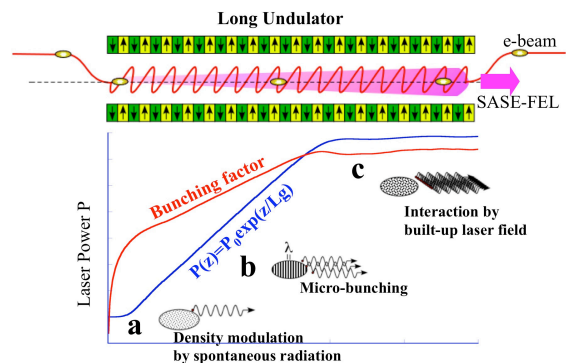 Long Undulator
e-beam
SASE-FEL
Laser Power P
Bunching factor
P(z)=P₀exp(z/Lg)
a
Density modulation
by spontaneous radiation
b
λ
Micro-bunching
c
Interaction by
built-up laser field